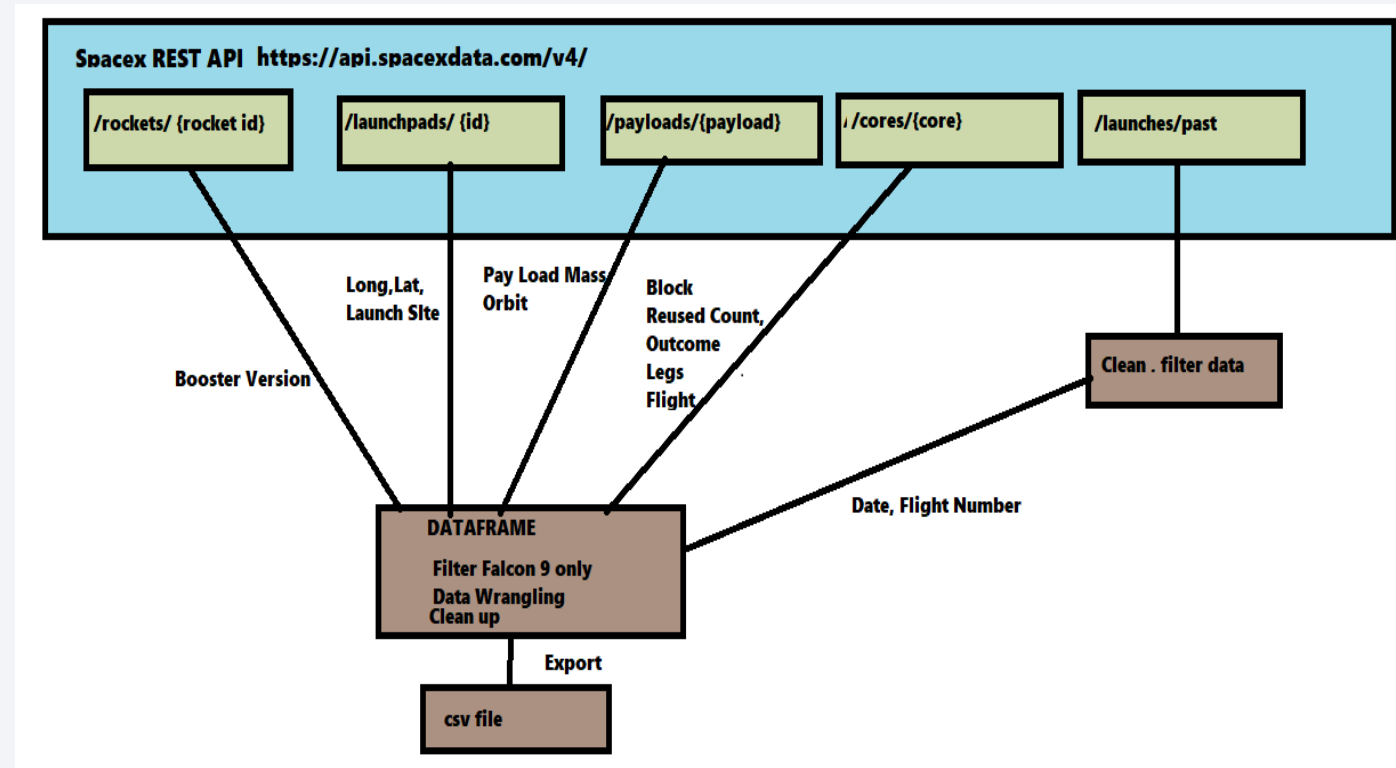 Spacex REST API https://api.spacexdata.com/v4/
/rockets/ {rocket id}
/launchpads/ {id}
/payloads/{payload}
/ /cores/{core}
/launches/past
Long,Lat,
Launch SIte
Pay Load Mass
Orbit
Block
Reused Count,
Outcome
Legs
Flight
Booster Version
Clean . filter data
Date, Flight Number
DATAFRAME
Filter Falcon 9 only
Data Wrangling
Clean up
Export
csv file